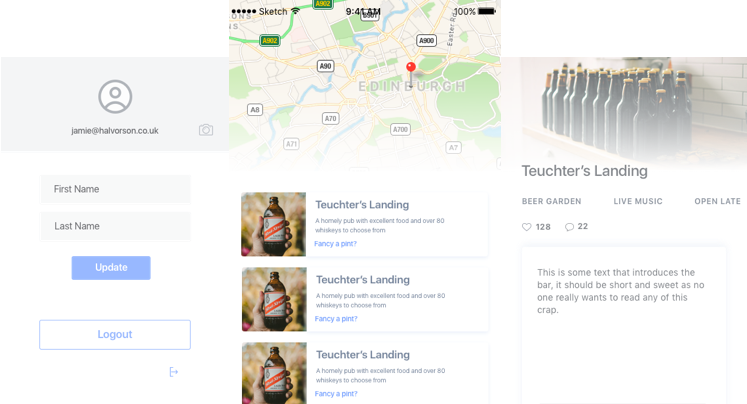 jamie@halvorson.co.uk
First Name
Last Name
Update
Logout
Sketch
9:41 AM
100%
A902
A902
A900
A90
Easter Rd
EDINBURGH
A8
A70
A700
A71
A7
Teuchter's Landing
A homely pub with excellent food and over 80
whiskeys to choose from
Fancy a pint?
Teuchter's Landing
A homely pub with excellent food and over 80
whiskeys to choose from
Fancy a pint?
Teuchter's Landing
A homely pub with excellent food and over 80
whiskeys to choose from
Fancy a pint?
Teuchter's Landing
BEER GARDEN LIVE MUSIC OPEN LATE
128 22
This is some text that introduces the
bar, it should be short and sweet as no
one really wants to read any of this
crap.